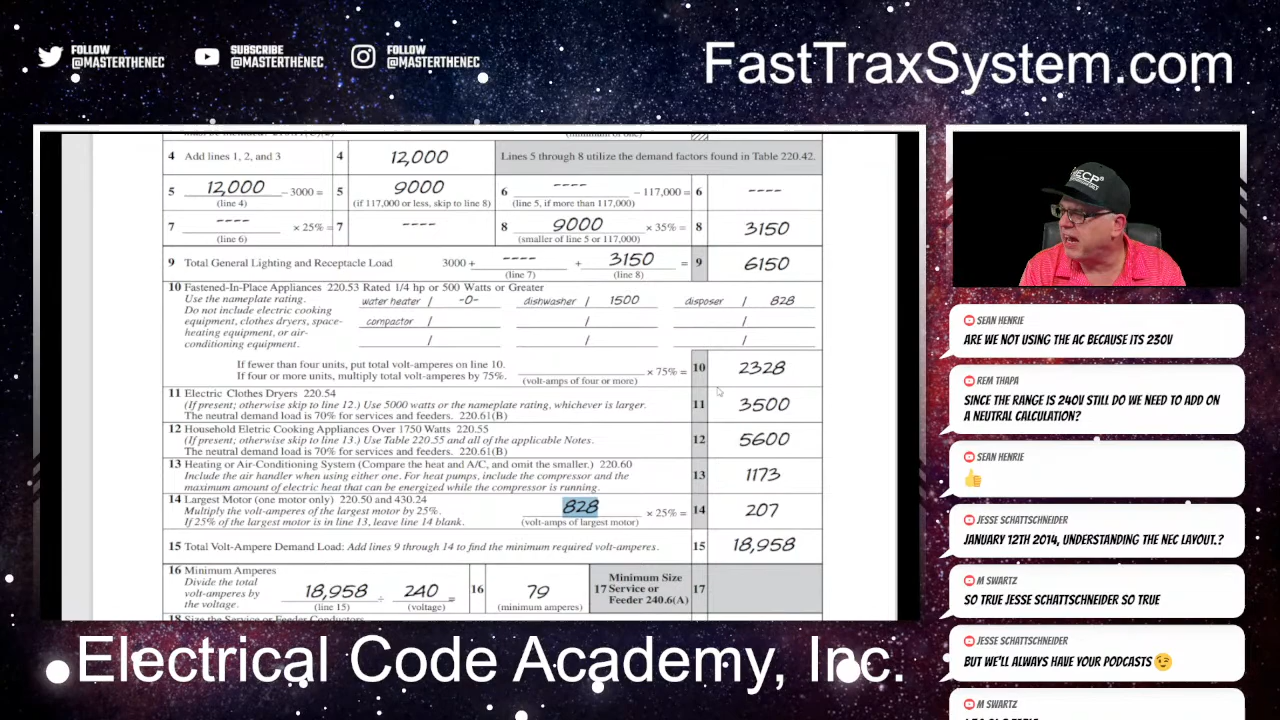 FOLLOW
@MASTERTHENEC
SUBSCRIBE
@MASTERTHENEC
FOLLOW
@MASTERTHENEC
FastTraxSystem.com
4 Add lines 1, 2, and 3 4 12,000 Lines 5 through 8 utilize the demand factors found in Table 220.42.
5 12,000 – 3000 = 5 9000 6 ---- – 117,000 = 6 ----
(line 4) (if 117,000 or less, skip to line 8) (line 5, if more than 117,000)
7 ---- × 25% = 7 ---- 8 9000 × 35% = 8 3150
(line 6) (smaller of line 5 or 117,000)
9 Total General Lighting and Receptacle Load 3000 + ---- + 3150 = 9 6150
(line 7) (line 8)
10 Fastened-In-Place Appliances 220.53 Rated 1/4 hp or 500 Watts or Greater
Use the nameplate rating. water heater / -0- dishwasher / 1500 disposer / 828
Do not include electric cooking
equipment, clothes dryers, space- compactor / / /
heating equipment, or air-
conditioning equipment. / / /
If fewer than four units, put total volt-amperes on line 10.
If four or more units, multiply total volt-amperes by 75%. × 75% = 10 2328
(volt-amps of four or more)
11 Electric Clothes Dryers 220.54
(If present; otherwise skip to line 12.) Use 5000 watts or the nameplate rating, whichever is larger. 11 3500
The neutral demand load is 70% for services and feeders. 220.61(B)
12 Household Eletric Cooking Appliances Over 1750 Watts 220.55
(If present; otherwise skip to line 13.) Use Table 220.55 and all of the applicable Notes. 12 5600
The neutral demand load is 70% for services and feeders. 220.61(B)
13 Heating or Air-Conditioning System (Compare the heat and A/C, and omit the smaller.) 220.60
Include the air handler when using either one. For heat pumps, include the compressor and the 13 1173
maximum amount of electric heat that can be energized while the compressor is running.
14 Largest Motor (one motor only) 220.50 and 430.24
Multiply the volt-amperes of the largest motor by 25%. 828 × 25% = 14 207
If 25% of the largest motor is in line 13, leave line 14 blank. (volt-amps of largest motor)
15 Total Volt-Ampere Demand Load: Add lines 9 through 14 to find the minimum required volt-amperes. 15 18,958
16 Minimum Amperes
Divide the total
volt-amperes by
the voltage. 18,958 ÷ 240 = 16 79
(line 15) (voltage) (minimum amperes)
Minimum Size
17 Service or 17
Feeder 240.6(A)
18 Size the Service or Feeder Conductors
SEAN HENRIE
ARE WE NOT USING THE AC BECAUSE ITS 230V
REM THAPA
SINCE THE RANGE IS 240V STILL DO WE NEED TO ADD ON
A NEUTRAL CALCULATION?
SEAN HENRIE
👍
JESSE SCHATTSCHNEIDER
JANUARY 12TH 2014, UNDERSTANDING THE NEC LAYOUT.?
M SWARTZ
SO TRUE JESSE SCHATTSCHNEIDER SO TRUE
JESSE SCHATTSCHNEIDER
BUT WE'LL ALWAYS HAVE YOUR PODCASTS 😉
M SWARTZ
Electrical Code Academy, Inc.